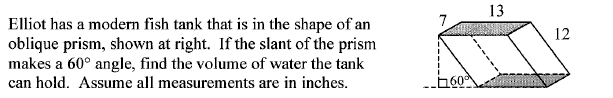 Elliot has a modern fish tank that is in the shape of an
oblique prism, shown at right. If the slant of the prism
makes a 60° angle, find the volume of water the tank
can hold. Assume all measurements are in inches.
7
13
12
60°